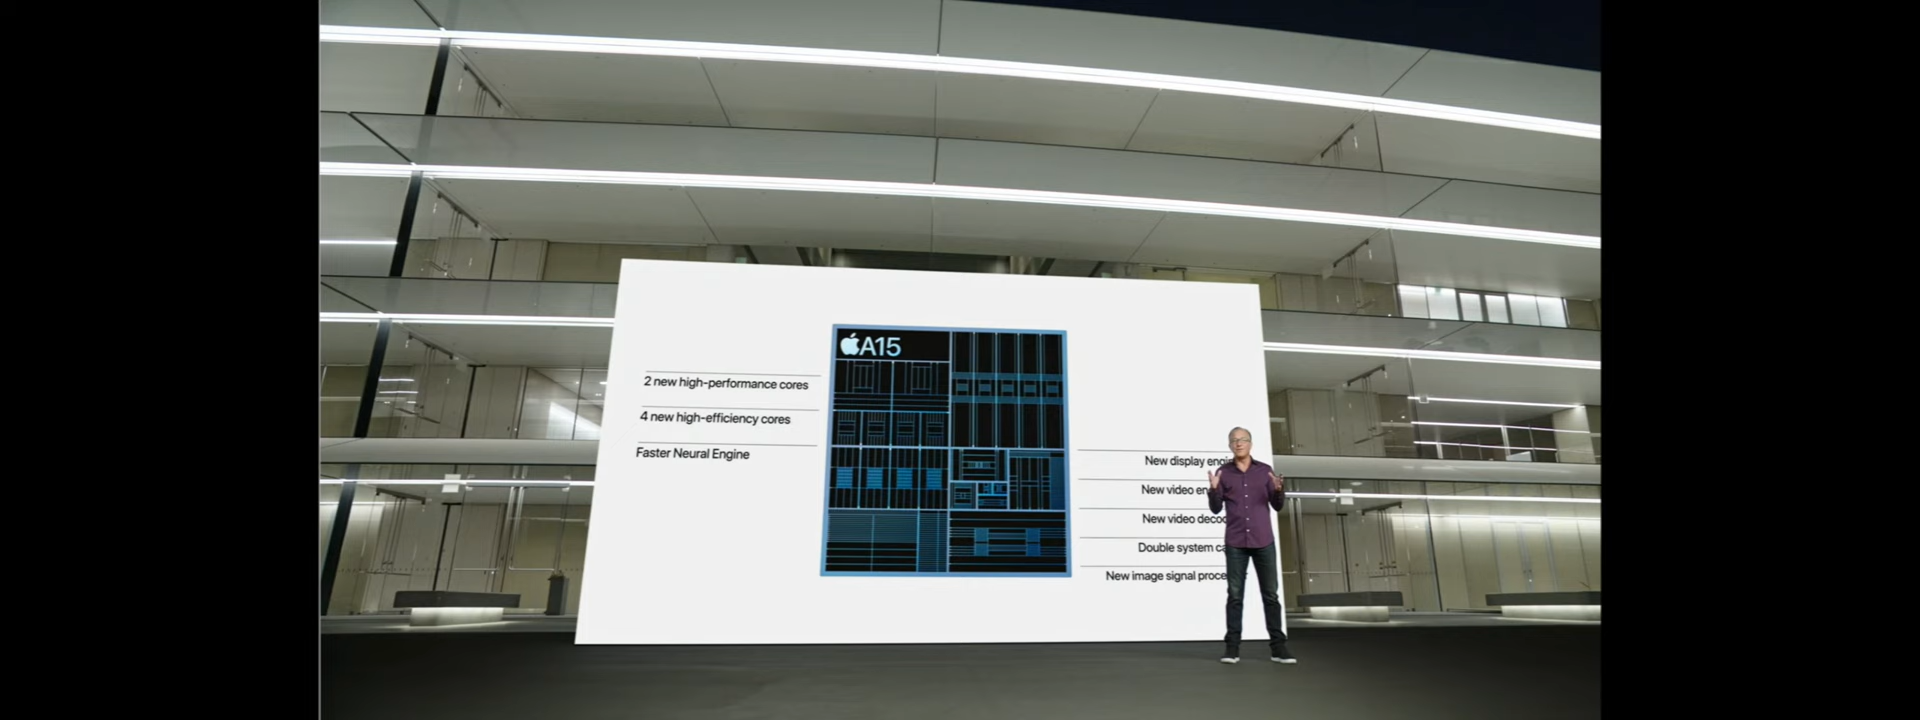 A15
2 new high-performance cores
4 new high-efficiency cores
Faster Neural Engine
New display
New video
New video
Double system
New image signal